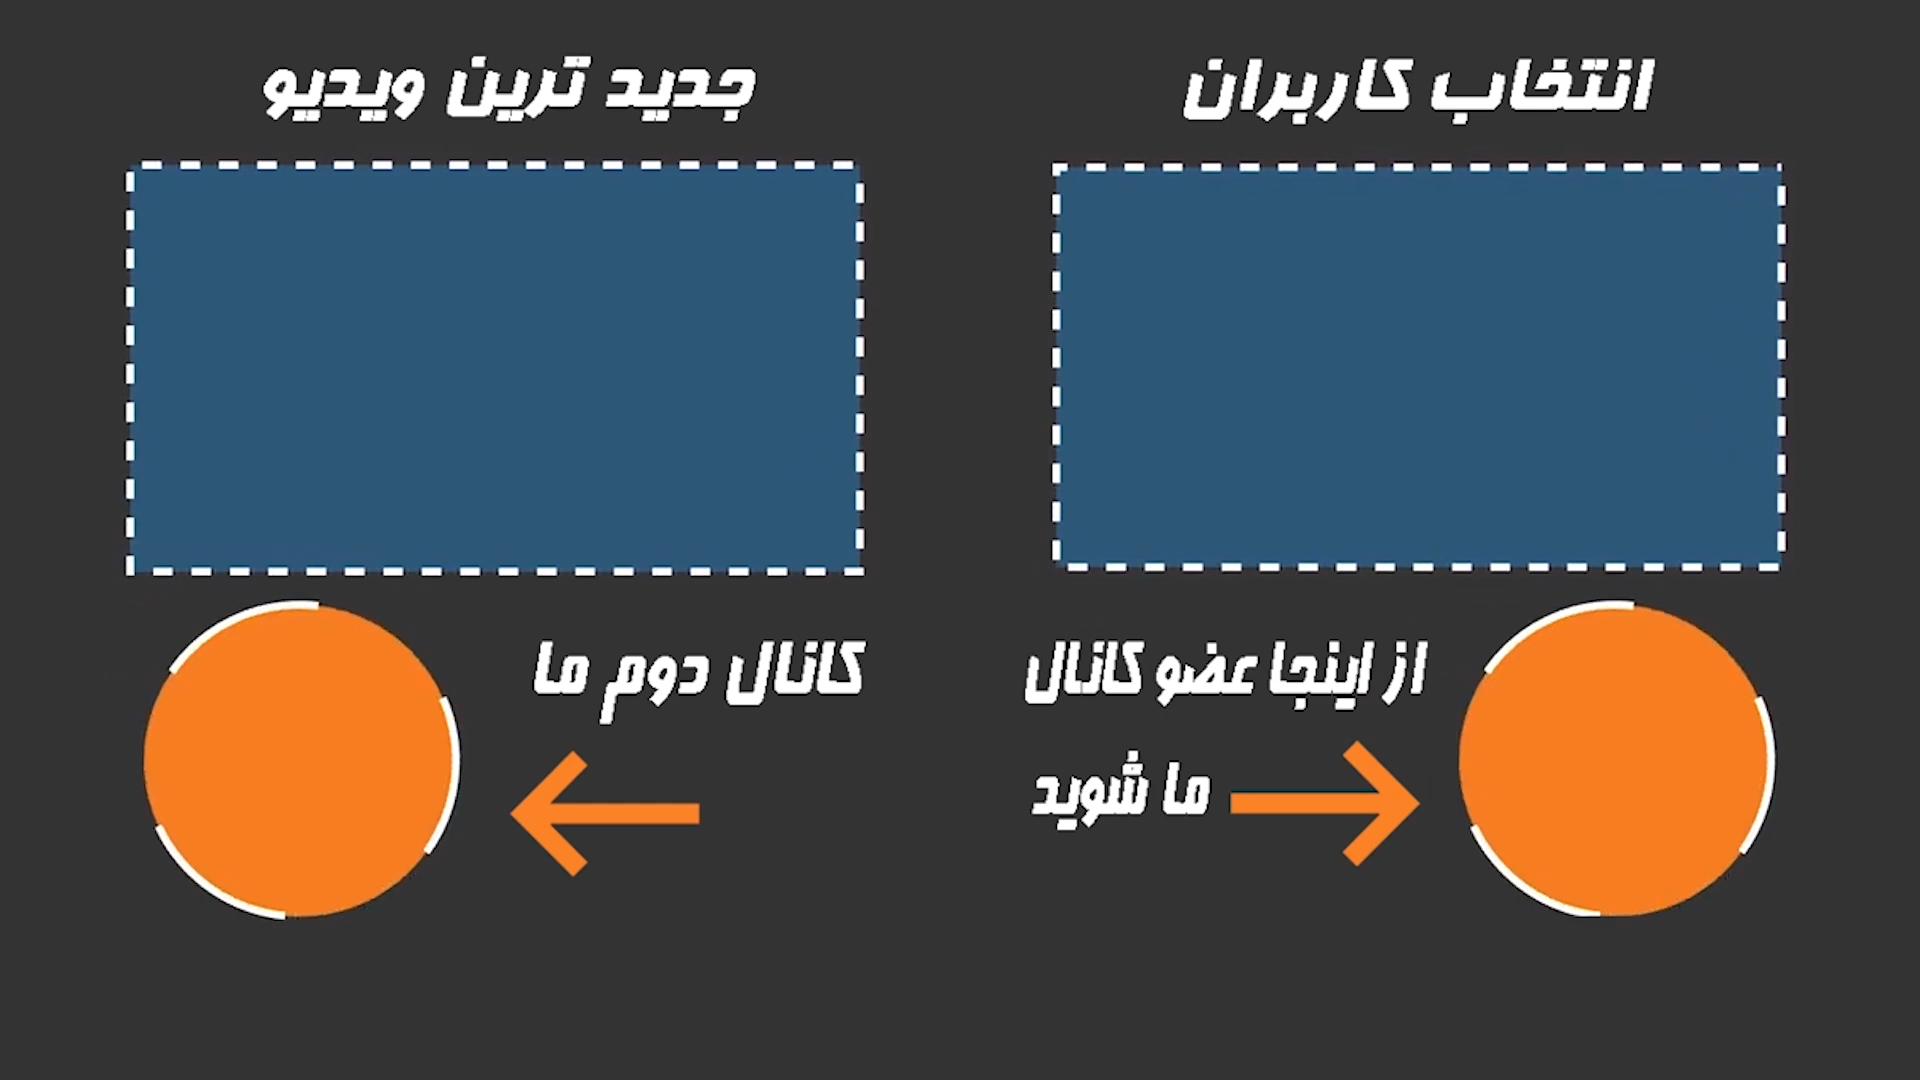 انتخاب کاربران
جدید ترین ویدیو
از اینجا عضو کانال
ما شوید
کانال دوم ما